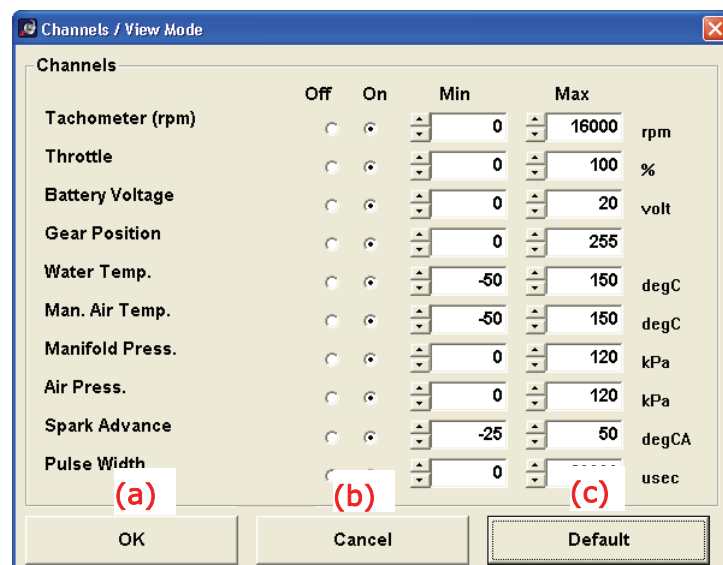 Channels / View Mode
Channels
Off On Min Max
Tachometer (rpm) 0 16000 rpm
Throttle 0 100 %
Battery Voltage 0 20 volt
Gear Position 0 255
Water Temp. -50 150 degC
Man. Air Temp. -50 150 degC
Manifold Press. 0 120 kPa
Air Press. 0 120 kPa
Spark Advance -25 50 degCA
Pulse Width 0 usec
(a) (b) (c)
OK Cancel Default